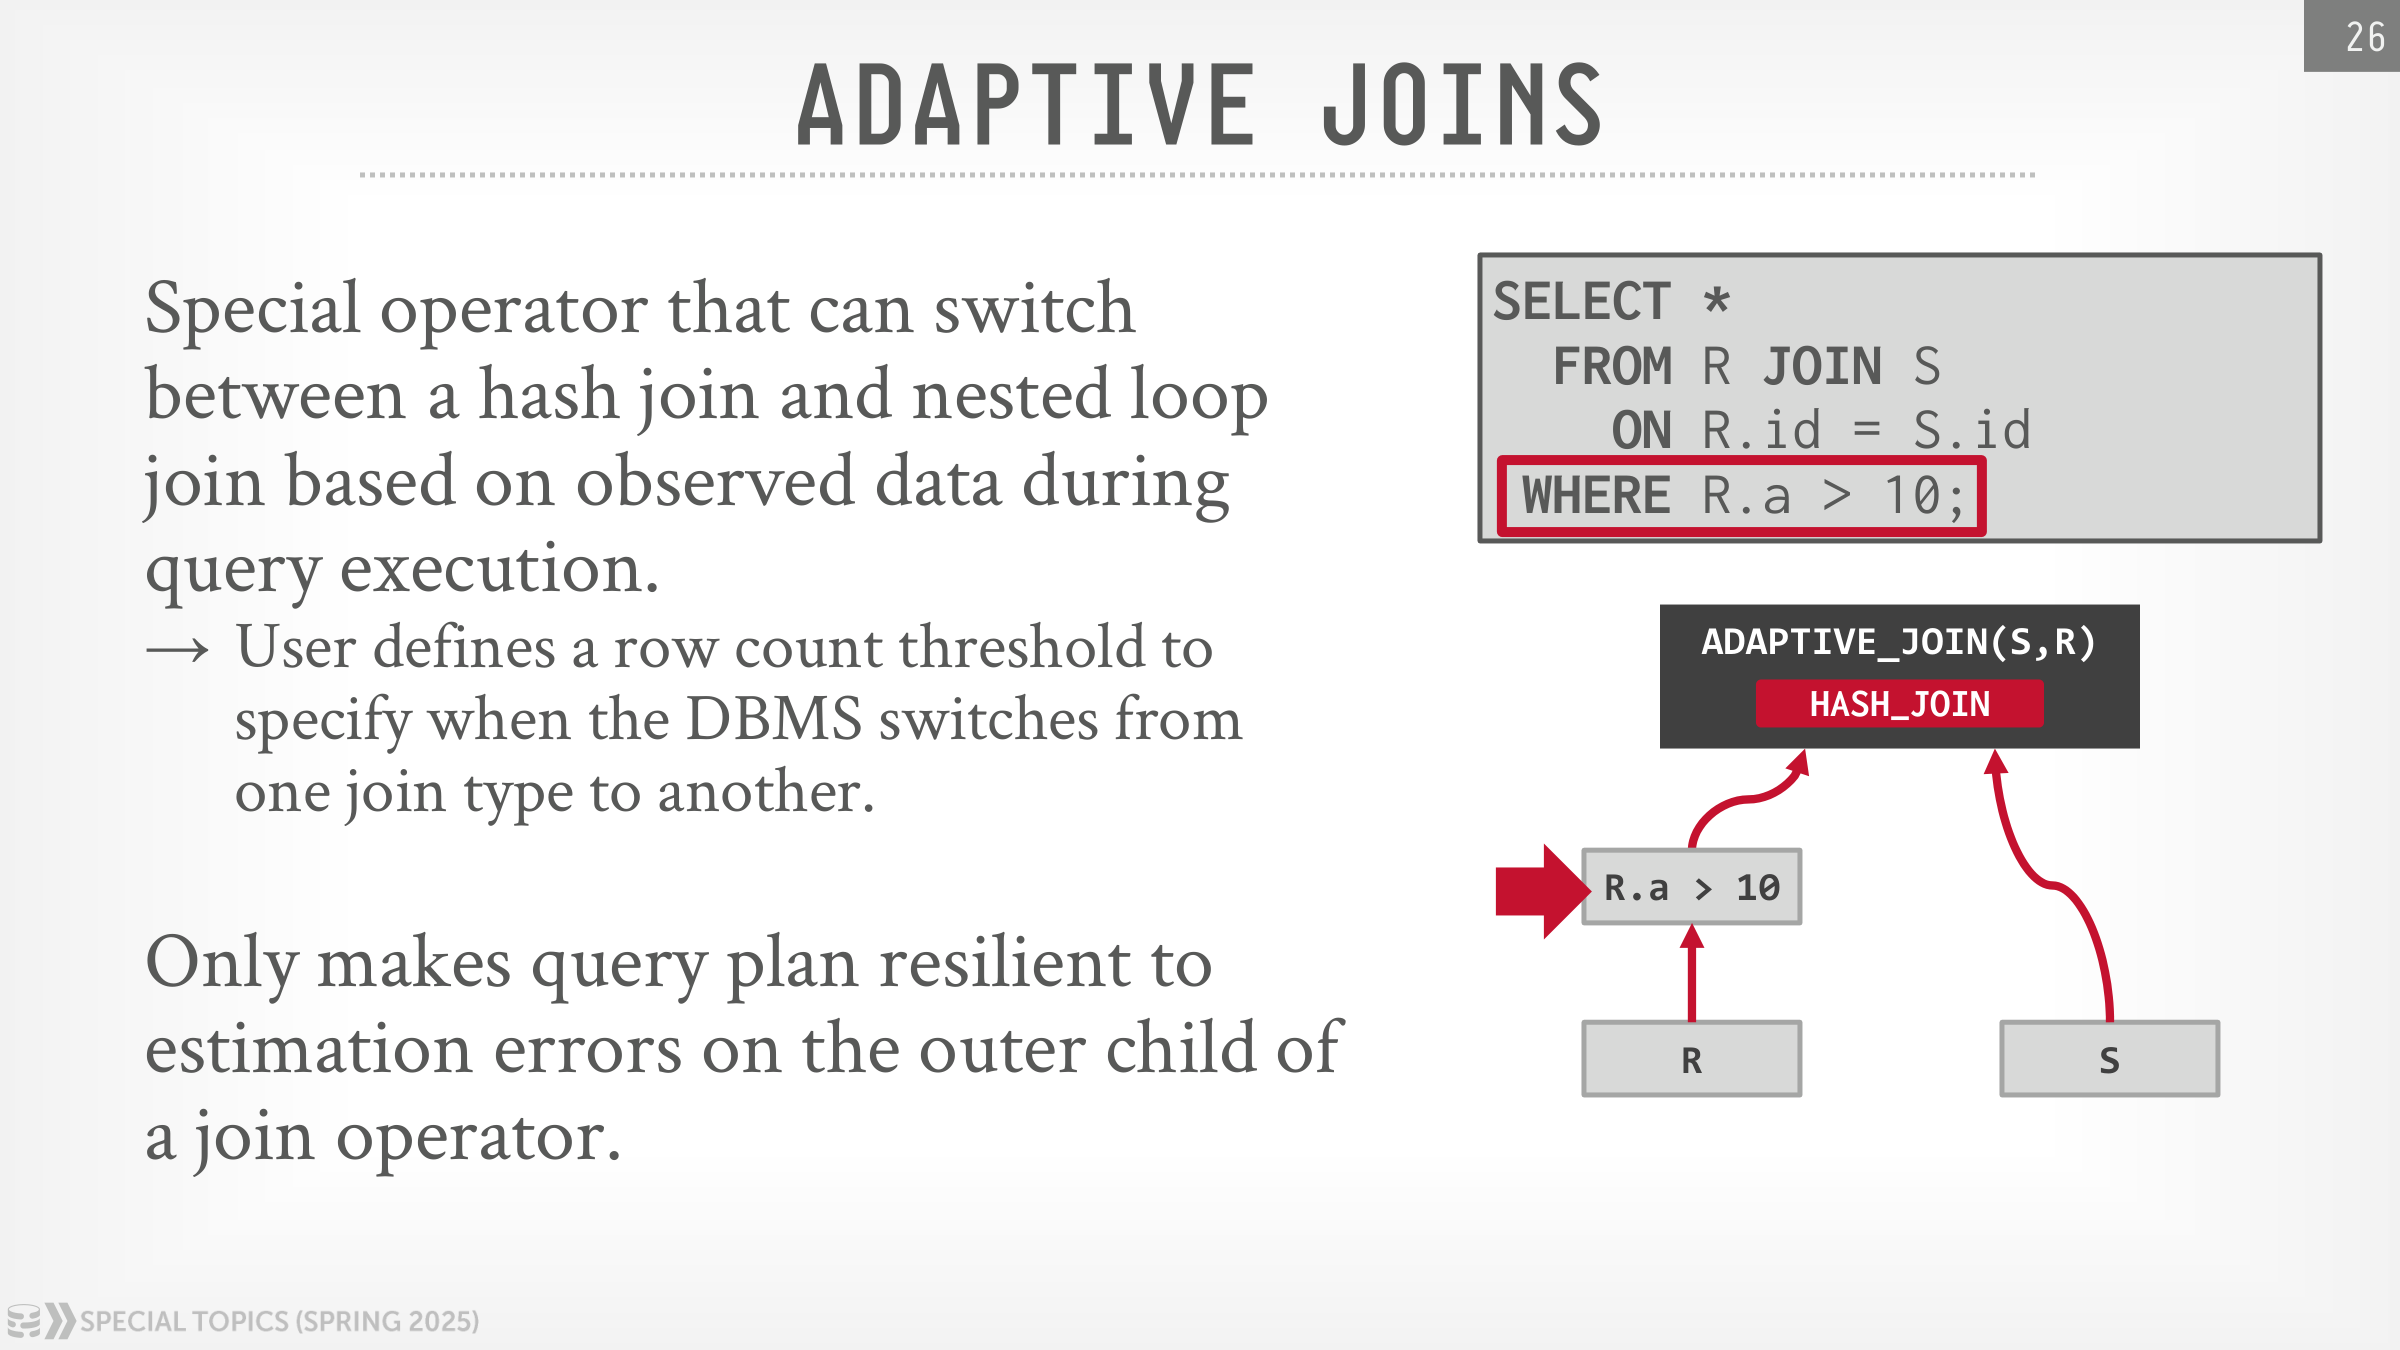 26
ADAPTIVE JOINS
Special operator that can switch
between a hash join and nested loop
join based on observed data during
query execution.
→ User defines a row count threshold to
specify when the DBMS switches from
one join type to another.
Only makes query plan resilient to
estimation errors on the outer child of
a join operator.
SELECT *
FROM R JOIN S
ON R.id = S.id
WHERE R.a > 10;
ADAPTIVE_JOIN(S,R)
HASH_JOIN
R.a > 10
R
S
SPECIAL TOPICS (SPRING 2025)